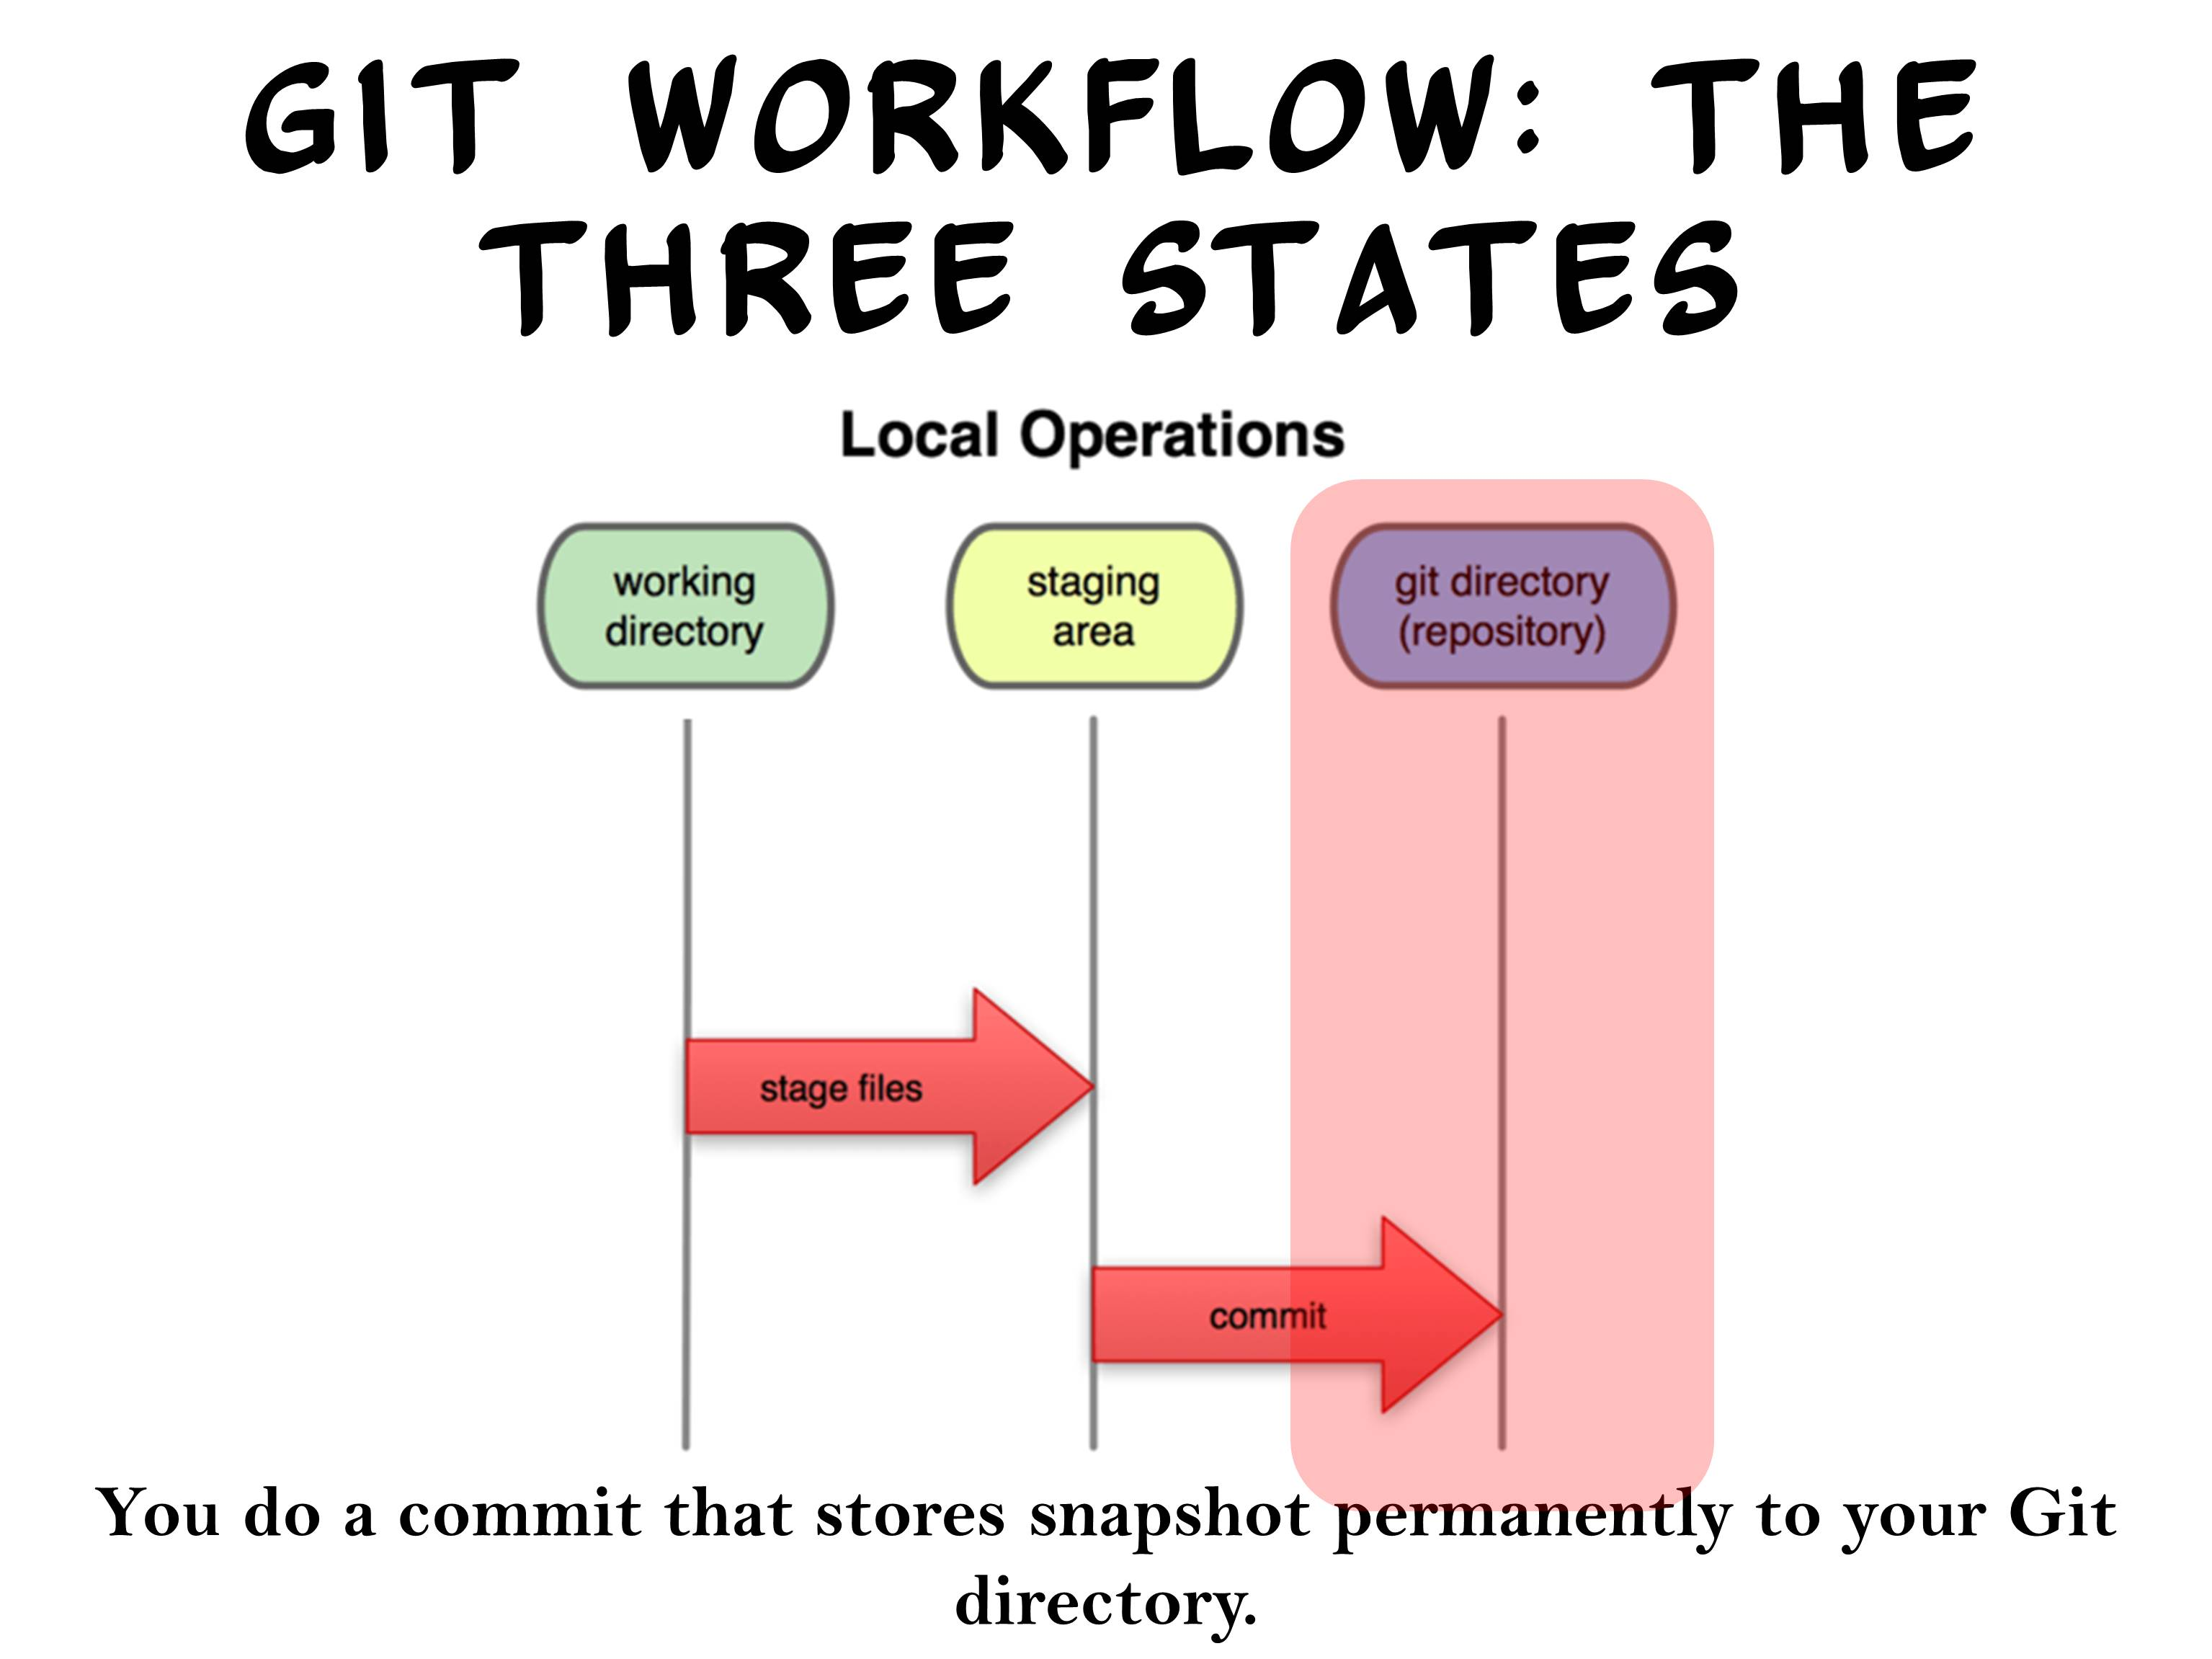 GIT WORKFLOW: THE
THREE STATES
Local Operations
working
directory
staging
area
git directory
(repository)
stage files
commit
You do a commit that stores snapshot permanently to your Git
directory.